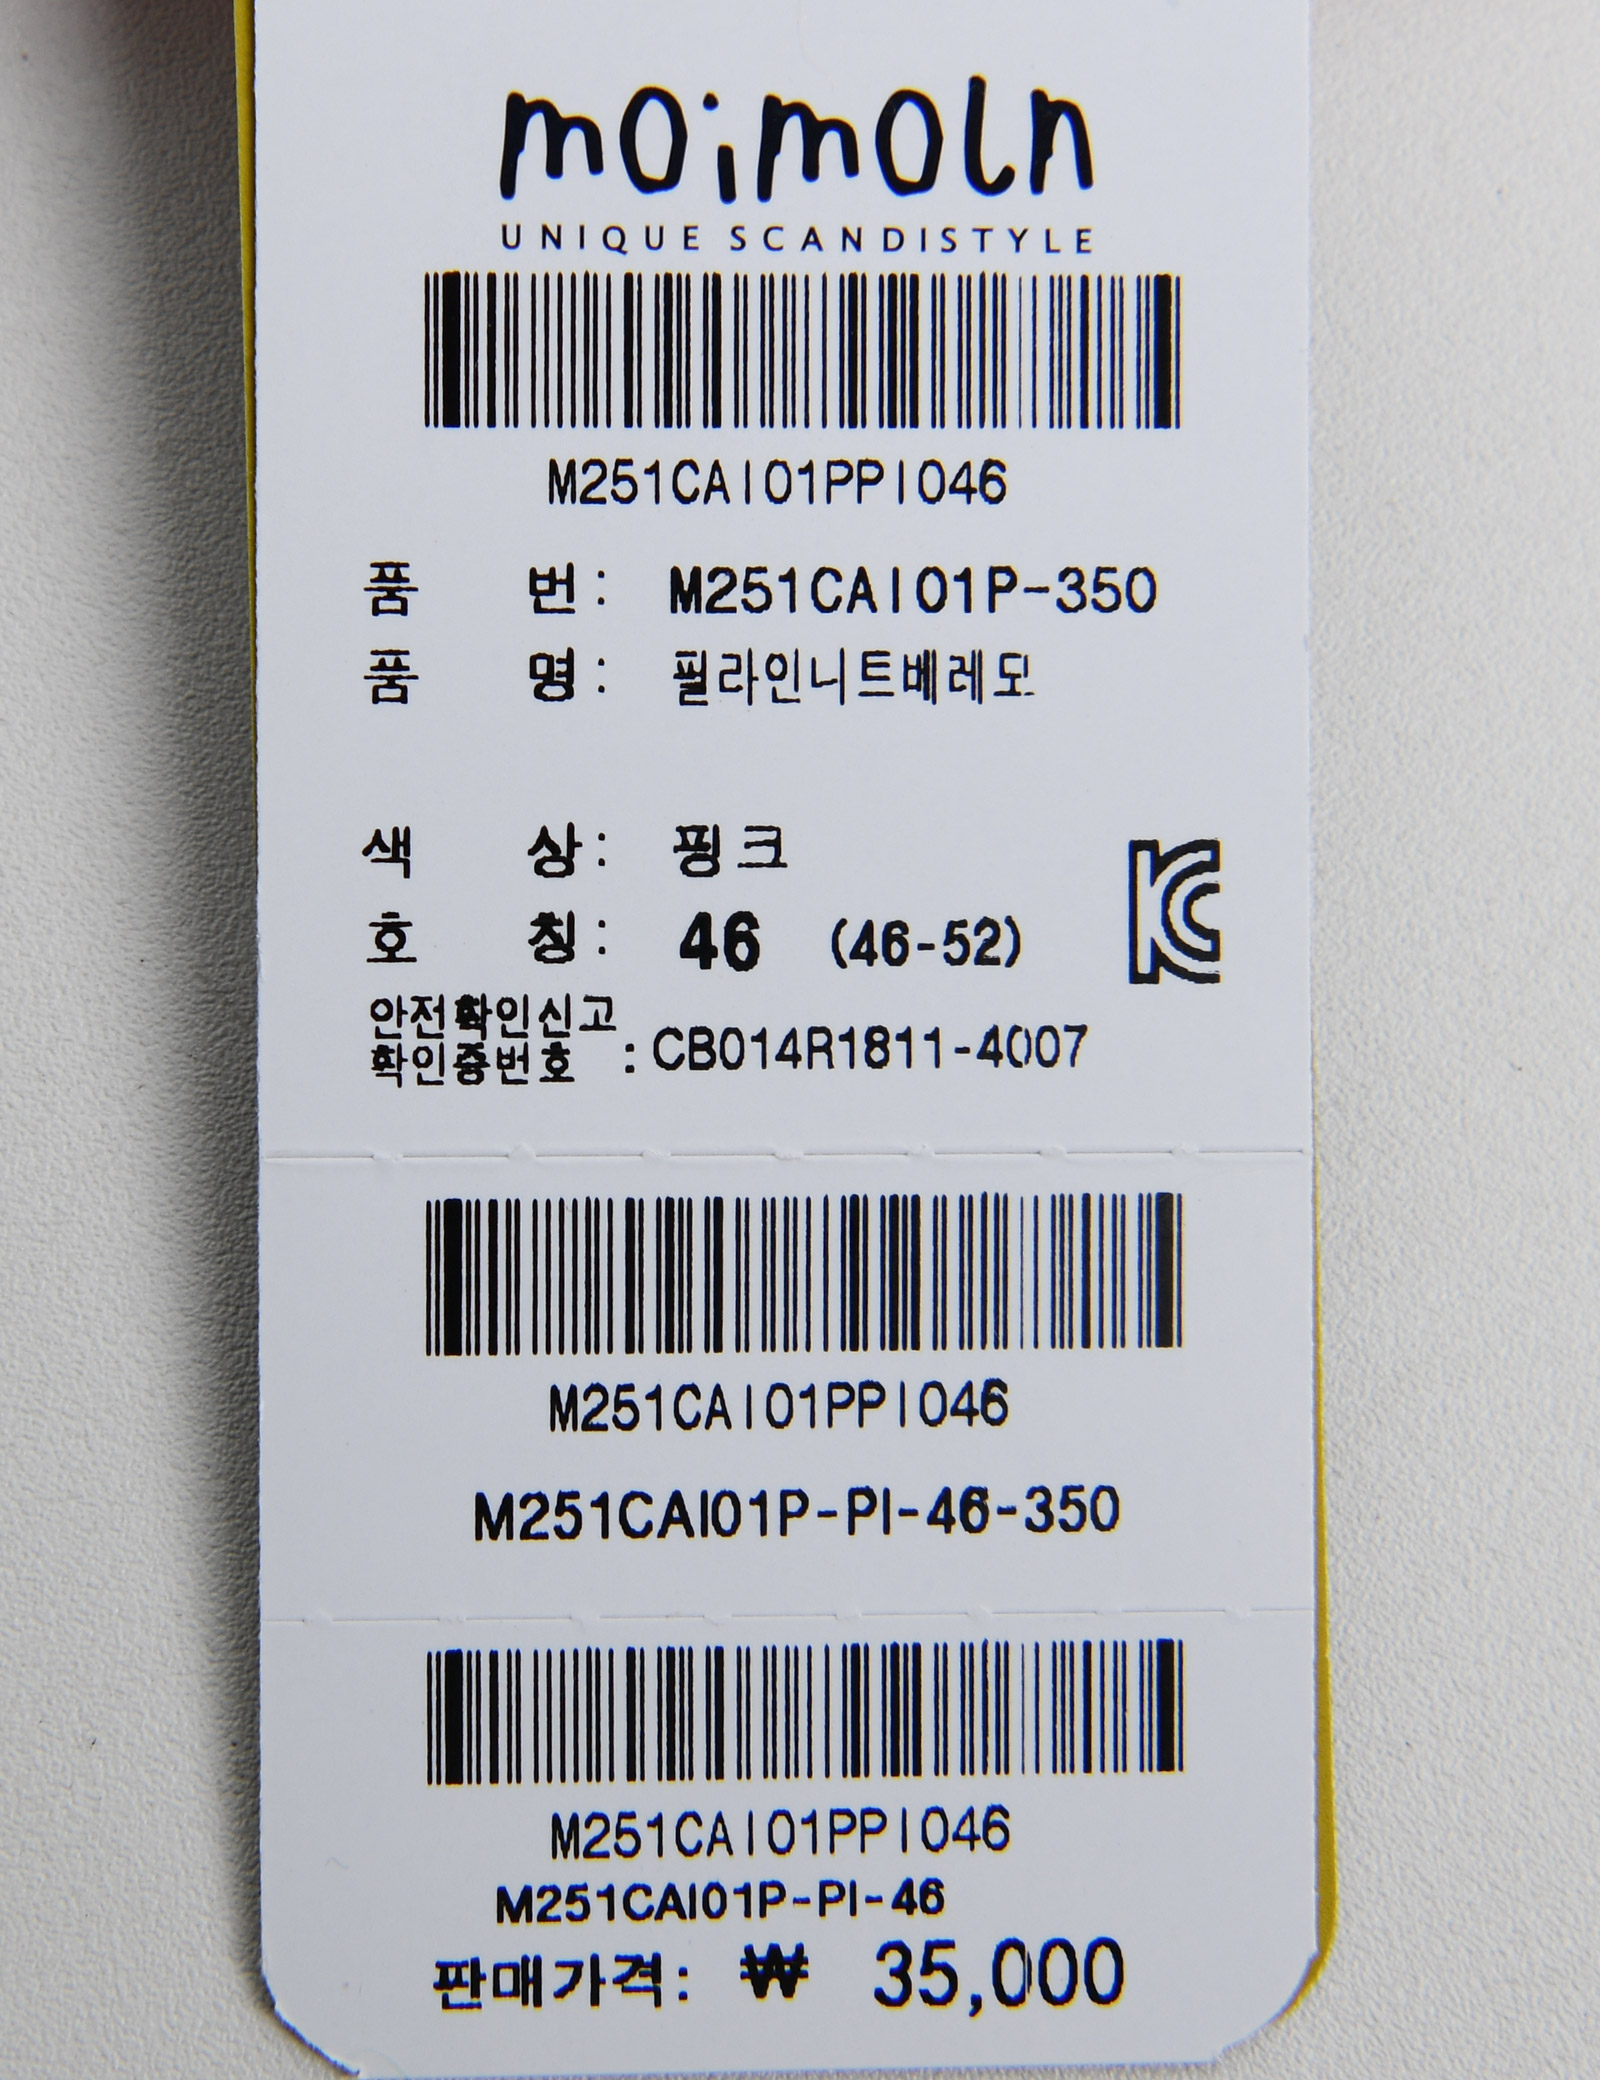 moimoln
UNIQUE SCANDISTYLE
M251CAI01PPI046
품 번: M251CAI01P-350
품 명: 필라인니트베레모
색 상: 핑크
호 칭: 46 (46-52)
안전확인신고
확인증번호 : CB014R1811-4007
M251CAI01PPI046
M251CAI01P-PI-46-350
M251CAI01PPI046
M251CAI01P-PI-46
판매가격: ₩ 35,000